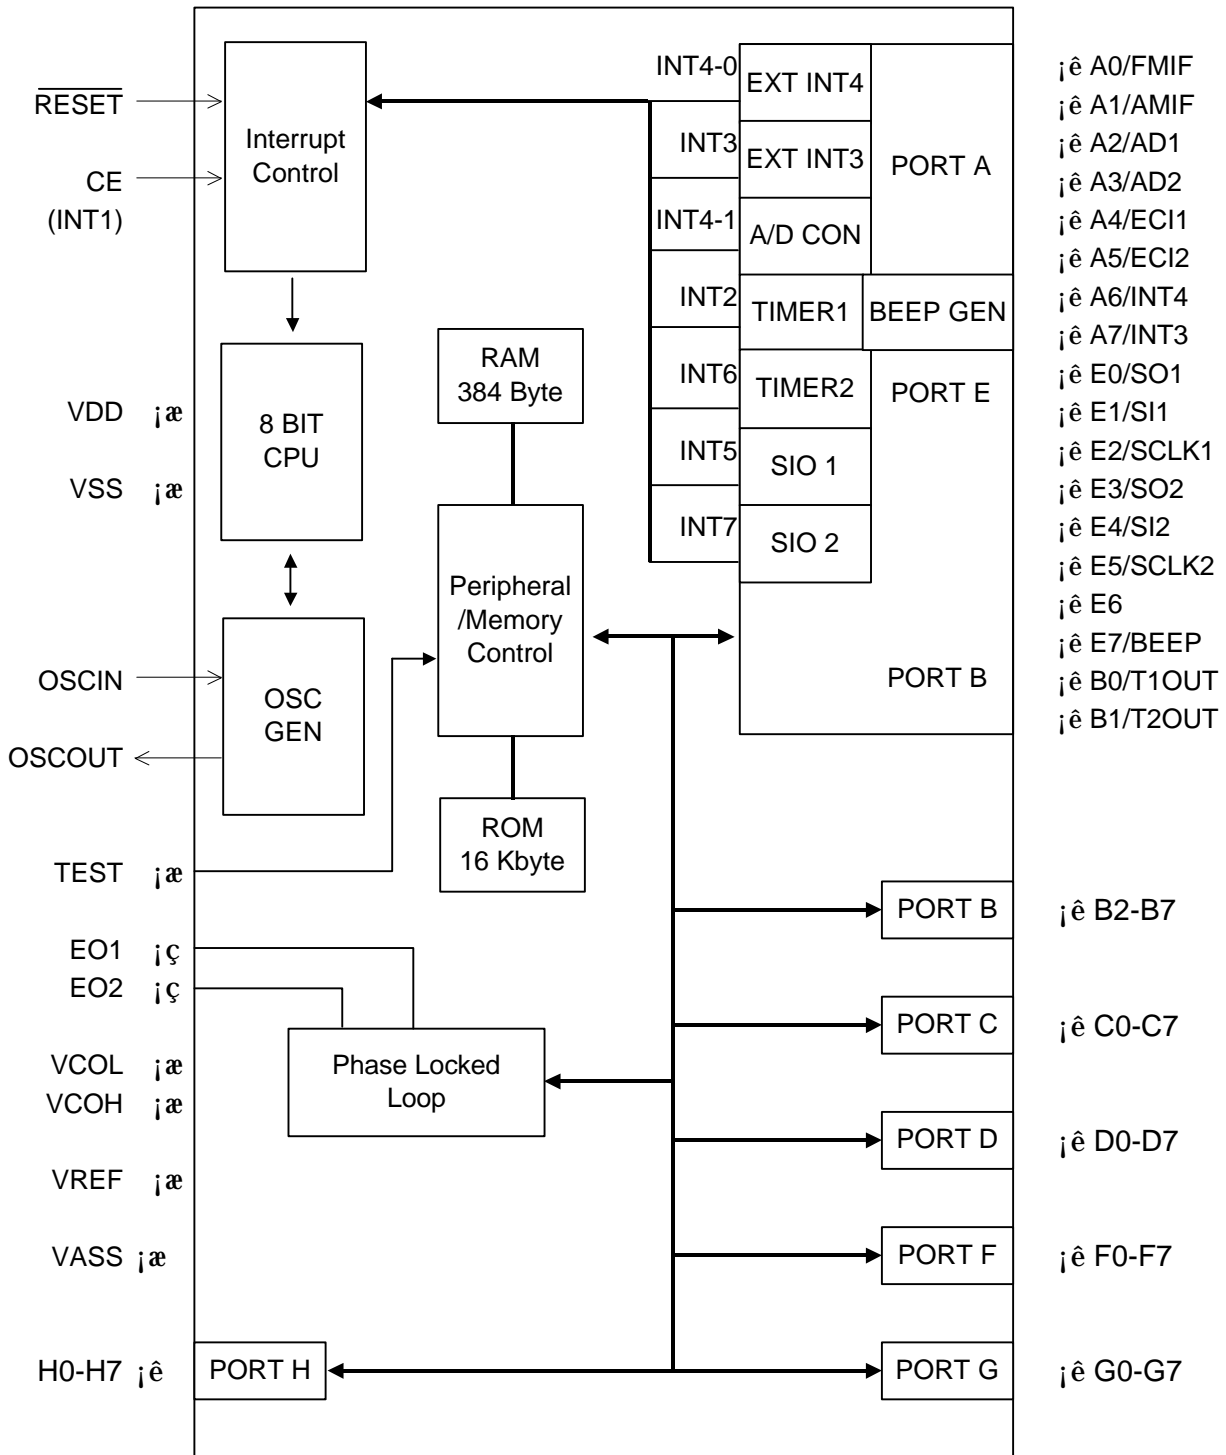 RESET
CE
(INT1)
VDD ¡æ
VSS ¡æ
OSCIN
OSCOUT
TEST ¡æ
EO1 ¡ç
EO2 ¡ç
VCOL ¡æ
VCOH ¡æ
VREF ¡æ
VASS ¡æ
H0-H7 ¡ê
Interrupt
Control
8 BIT
CPU
OSC
GEN
RAM
384 Byte
Peripheral
/Memory
Control
ROM
16 Kbyte
Phase Locked
Loop
PORT H
INT4-0
INT3
INT4-1
INT2
INT6
INT5
INT7
EXT INT4
EXT INT3
A/D CON
TIMER1
TIMER2
SIO 1
SIO 2
PORT A
BEEP GEN
PORT E
PORT B
PORT B
PORT C
PORT D
PORT F
PORT G
¡ê A0/FMIF
¡ê A1/AMIF
¡ê A2/AD1
¡ê A3/AD2
¡ê A4/ECI1
¡ê A5/ECI2
¡ê A6/INT4
¡ê A7/INT3
¡ê E0/SO1
¡ê E1/SI1
¡ê E2/SCLK1
¡ê E3/SO2
¡ê E4/SI2
¡ê E5/SCLK2
¡ê E6
¡ê E7/BEEP
¡ê B0/T1OUT
¡ê B1/T2OUT
¡ê B2-B7
¡ê C0-C7
¡ê D0-D7
¡ê F0-F7
¡ê G0-G7